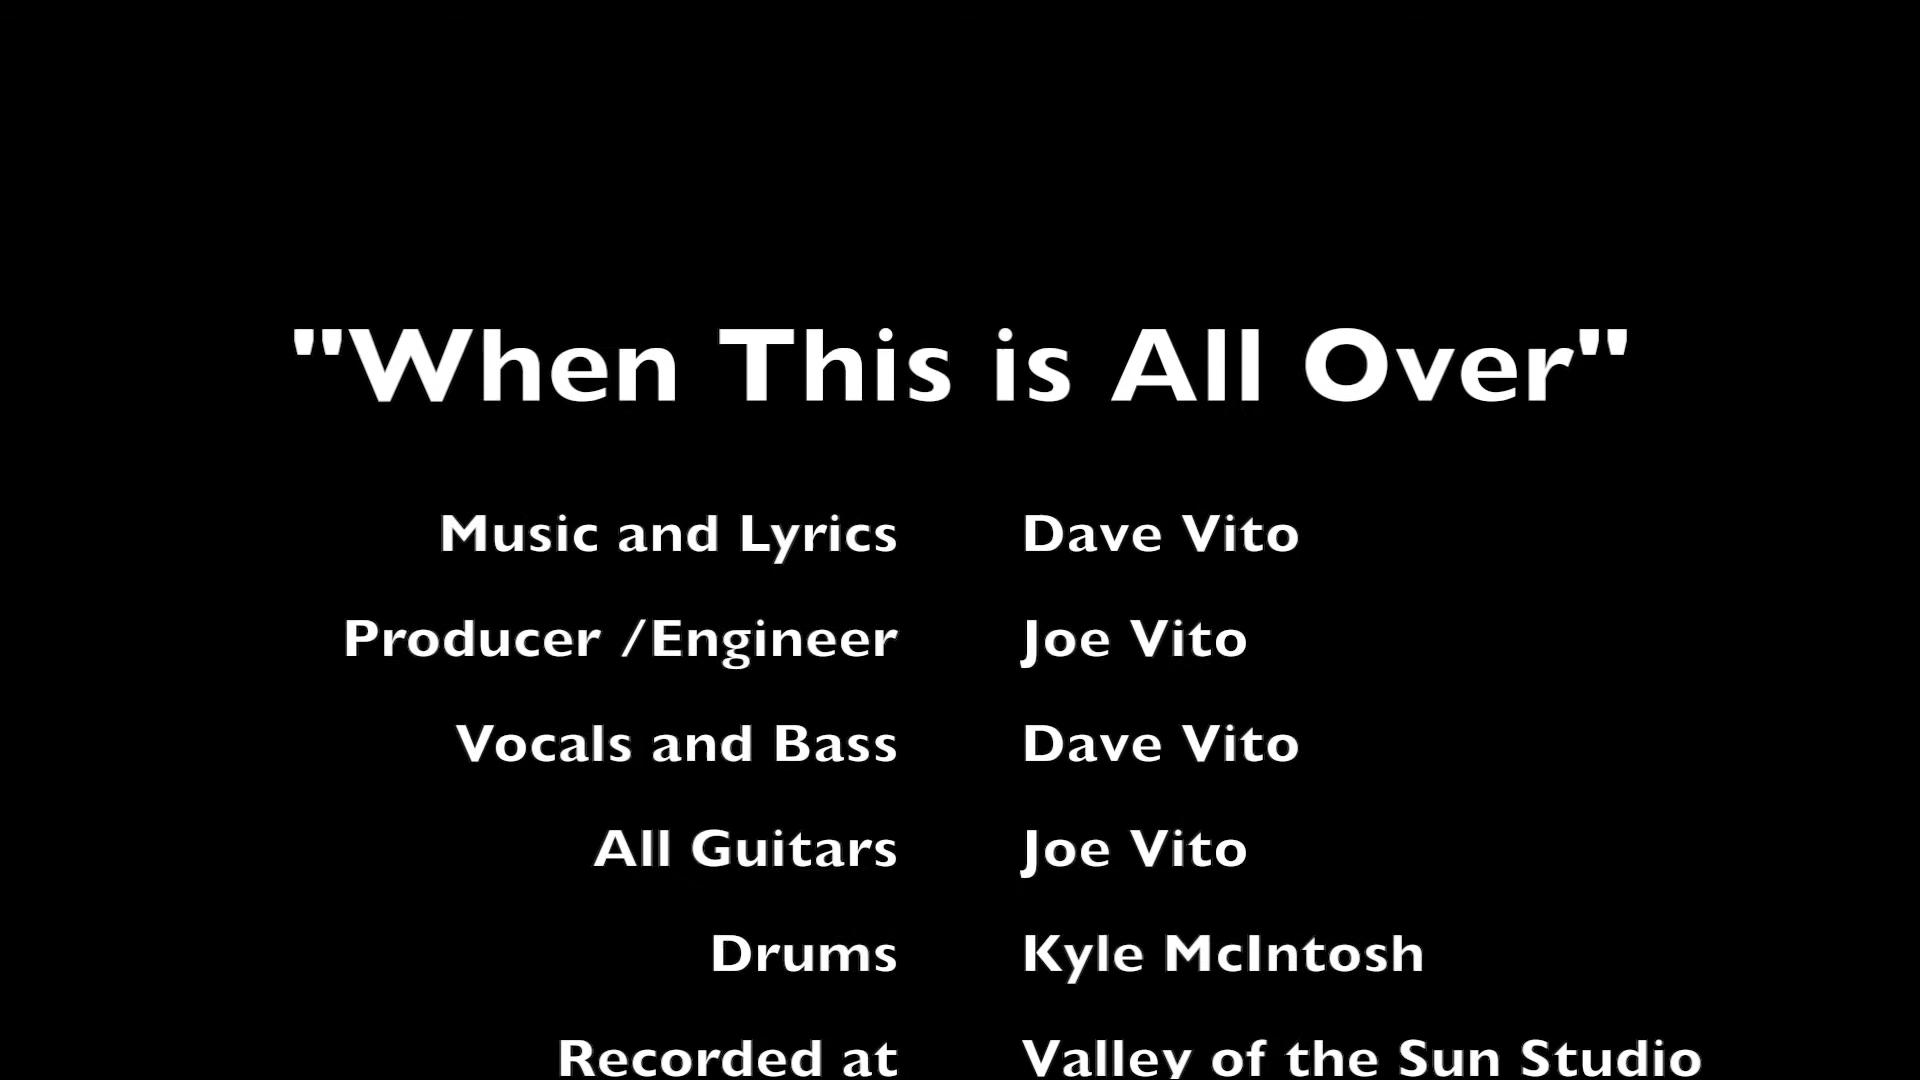 "When This is All Over"
Music and Lyrics Dave Vito
Producer /Engineer Joe Vito
Vocals and Bass Dave Vito
All Guitars Joe Vito
Drums Kyle McIntosh
Recorded at Valley of the Sun Studio